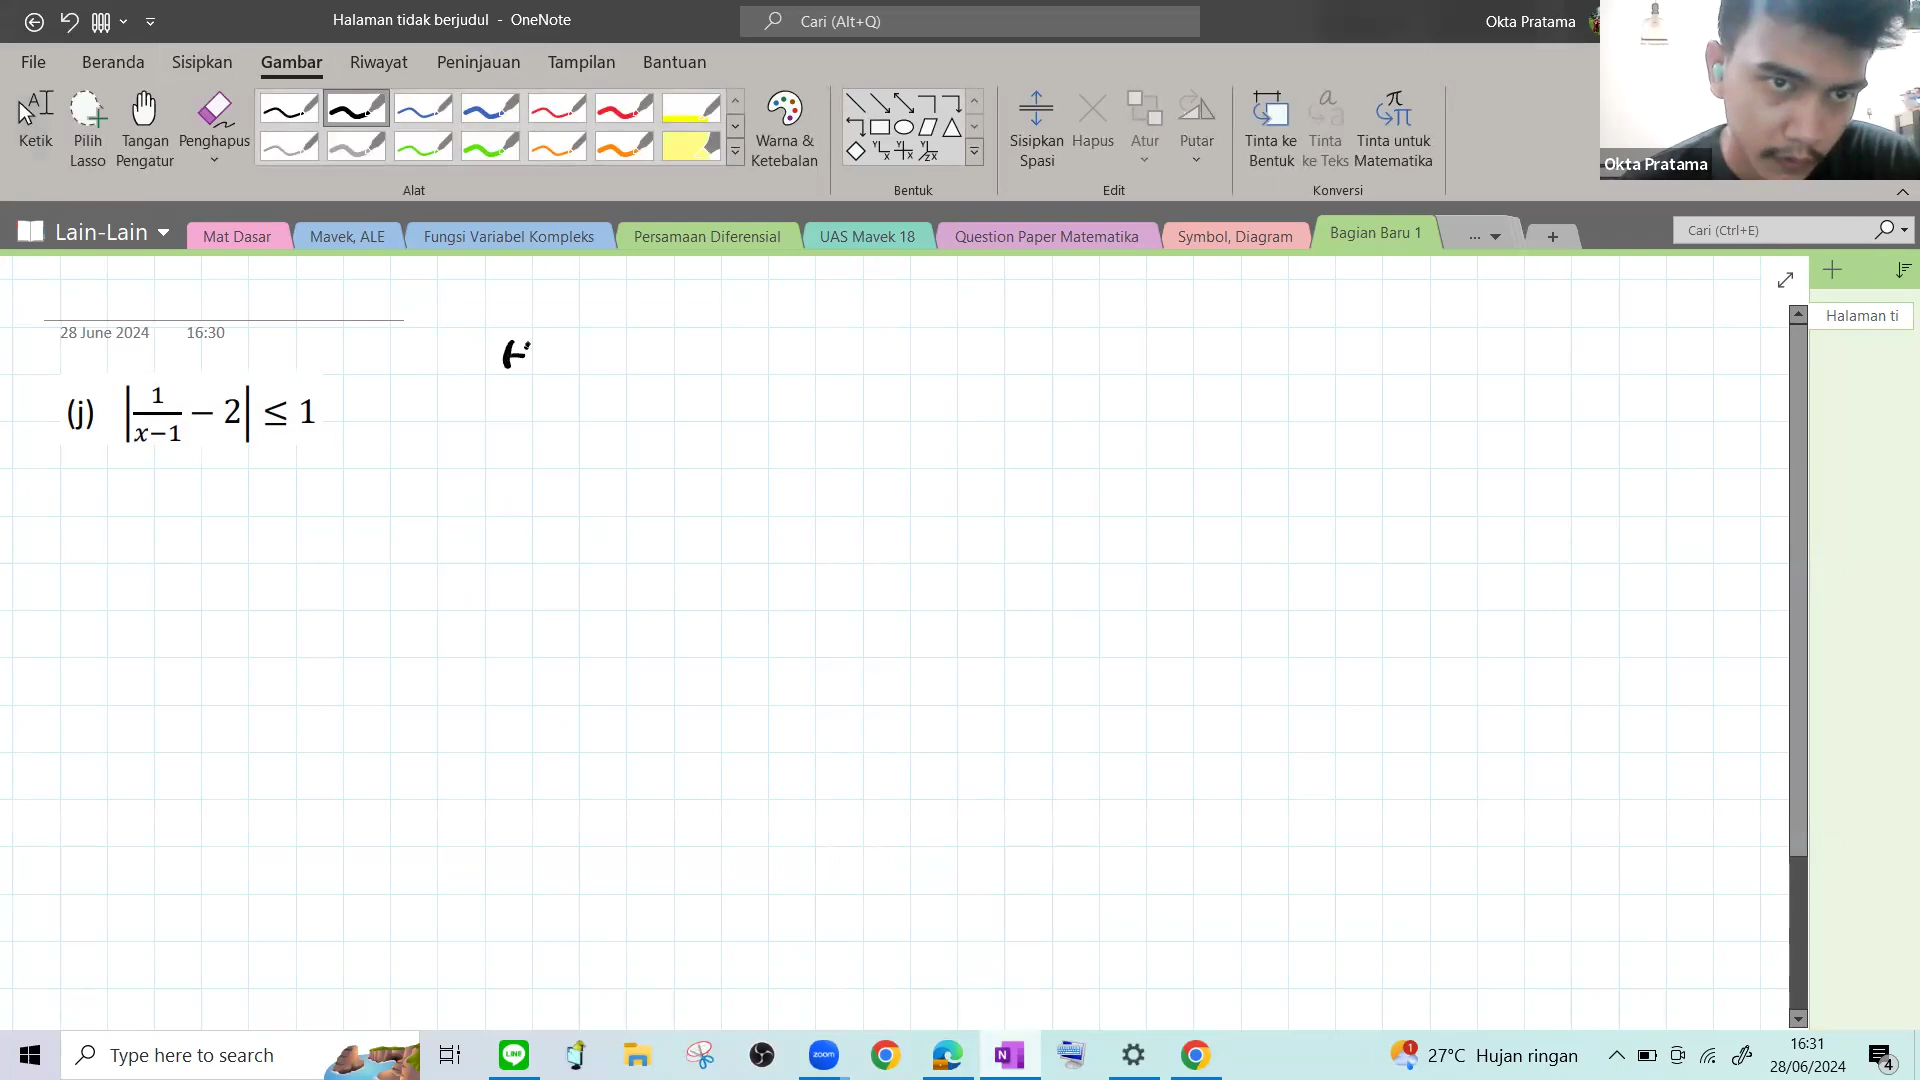 Halaman tidak berjudul - OneNote
Cari (Alt+Q)
Okta Pratama
File Beranda Sisipkan Gambar Riwayat Peninjauan Tampilan Bantuan
Ketik
Pilih Lasso
Tangan Pengatur
Penghapus
Warna & Ketebalan
Sisipkan Spasi
Hapus
Atur
Putar
Tinta ke Bentuk
Tinta ke Teks
Tinta untuk Matematika
Okta Pratama
Alat
Bentuk
Edit
Konversi
Lain-Lain
Mat Dasar
Mavek, ALE
Fungsi Variabel Kompleks
Persamaan Diferensial
UAS Mavek 18
Question Paper Matematika
Symbol, Diagram
Bagian Baru 1
...
Cari (Ctrl+E)
Halaman ti
28 June 2024 16:30
(j) |1/(x−1) − 2| ≤ 1
Type here to search
LINE
zoom
27°C Hujan ringan
16:31
28/06/2024
4